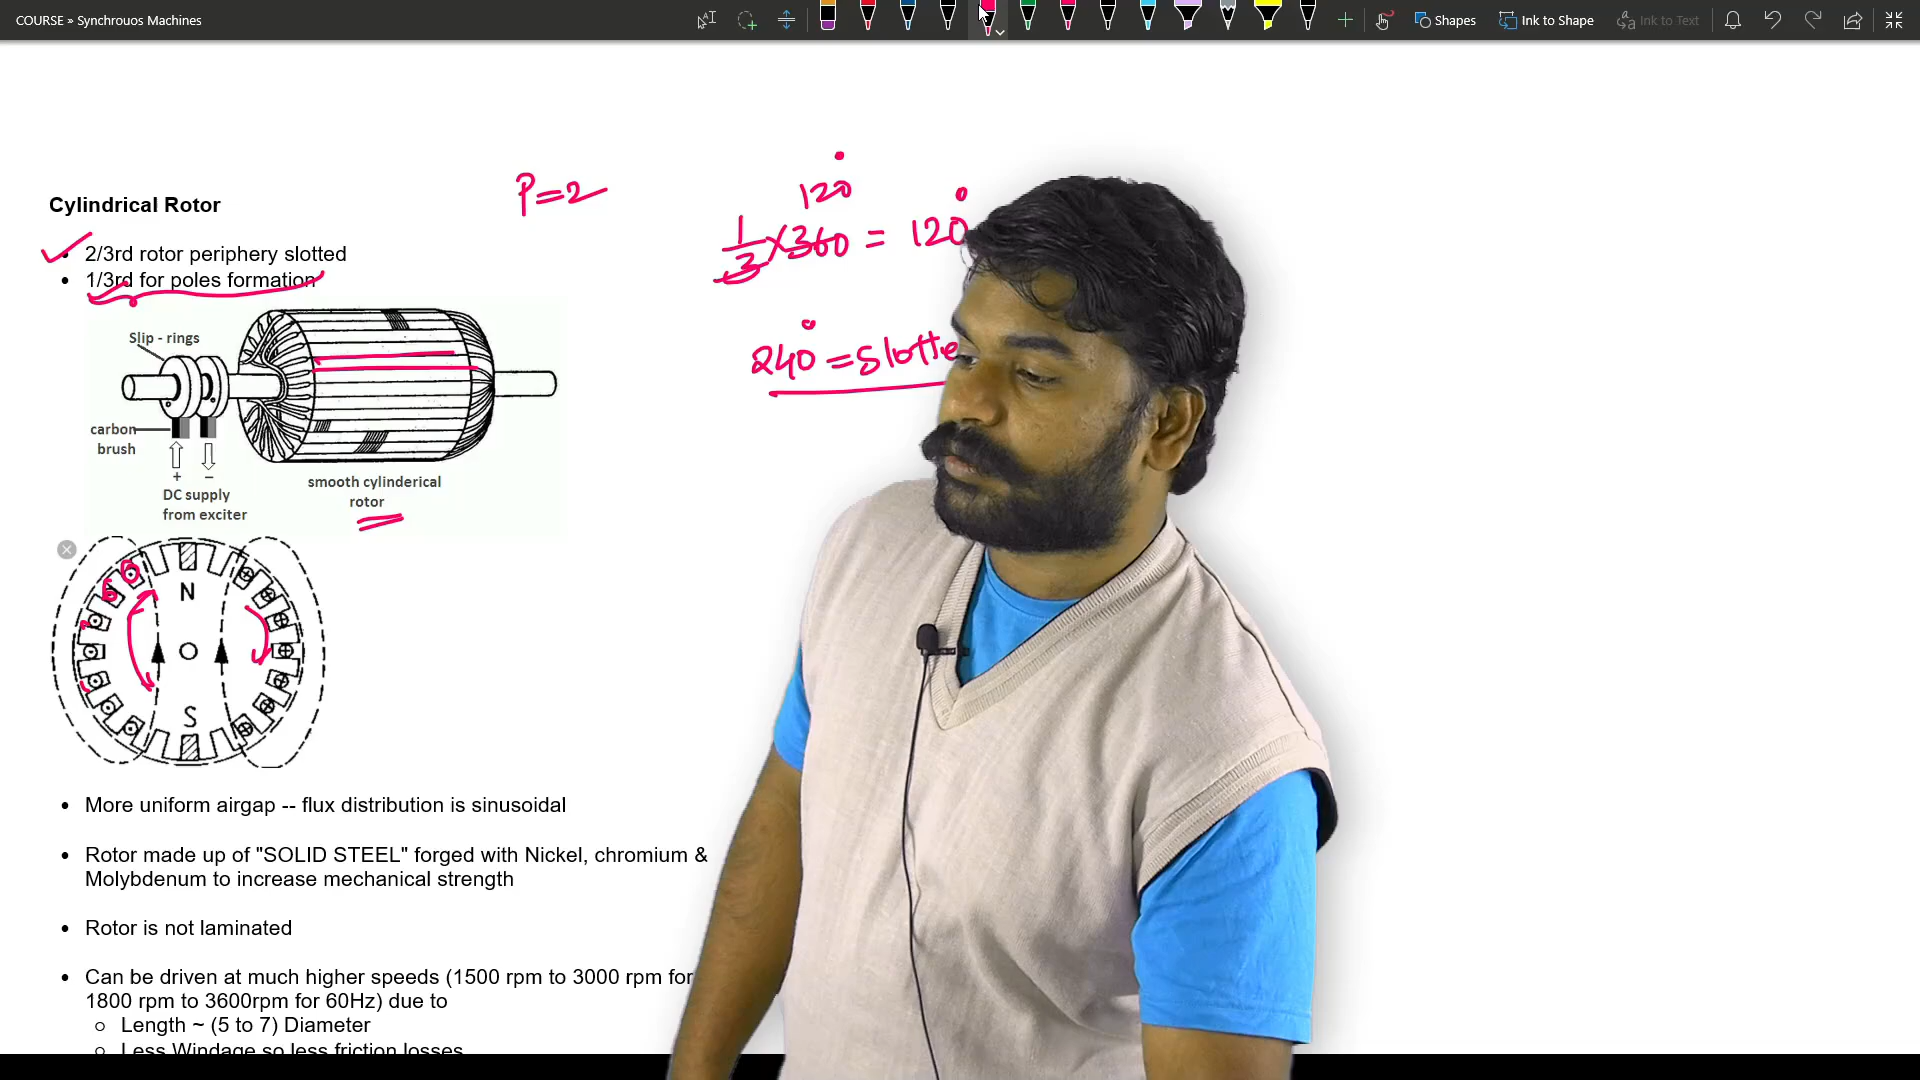 COURSE » Synchrouos Machines
Shapes
Ink to Shape
Ink to Text
P=2
120
1/3 × 360 = 120
Cylindrical Rotor
2/3rd rotor periphery slotted
1/3rd for poles formation
Slip - rings
240 = Slotte
carbon
brush
+ −
DC supply
from exciter
smooth cylinderical
rotor
N
S
More uniform airgap -- flux distribution is sinusoidal
Rotor made up of "SOLID STEEL" forged with Nickel, chromium &
Molybdenum to increase mechanical strength
Rotor is not laminated
Can be driven at much higher speeds (1500 rpm to 3000 rpm for
1800 rpm to 3600rpm for 60Hz) due to
Length ~ (5 to 7) Diameter
Less Windage so less friction losses